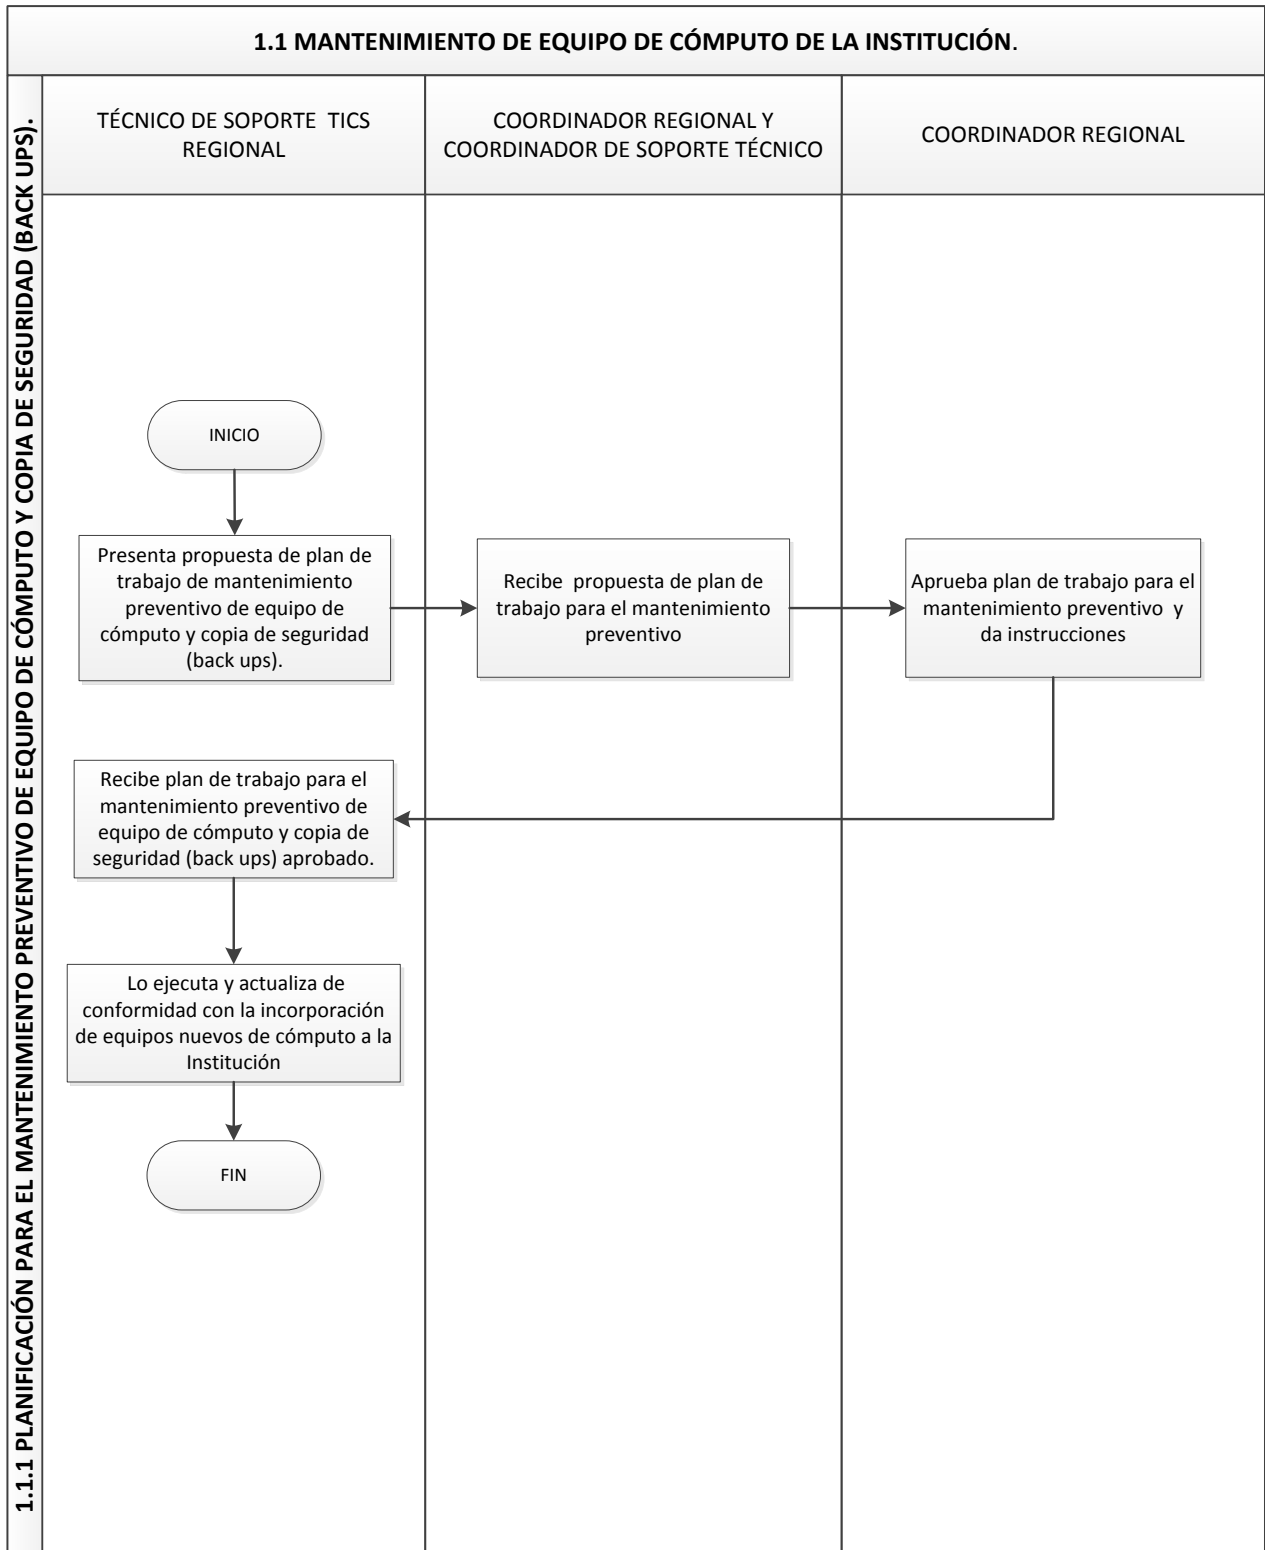 1.1 MANTENIMIENTO DE EQUIPO DE CÓMPUTO DE LA INSTITUCIÓN.
1.1.1 PLANIFICACIÓN PARA EL MANTENIMIENTO PREVENTIVO DE EQUIPO DE CÓMPUTO Y COPIA DE SEGURIDAD (BACK UPS).
TÉCNICO DE SOPORTE TICS
REGIONAL
COORDINADOR REGIONAL Y
COORDINADOR DE SOPORTE TÉCNICO
COORDINADOR REGIONAL
INICIO
Presenta propuesta de plan de
trabajo de mantenimiento
preventivo de equipo de
cómputo y copia de seguridad
(back ups).
Recibe propuesta de plan de
trabajo para el mantenimiento
preventivo
Aprueba plan de trabajo para el
mantenimiento preventivo y
da instrucciones
Recibe plan de trabajo para el
mantenimiento preventivo de
equipo de cómputo y copia de
seguridad (back ups) aprobado.
Lo ejecuta y actualiza de
conformidad con la incorporación
de equipos nuevos de cómputo a la
Institución
FIN